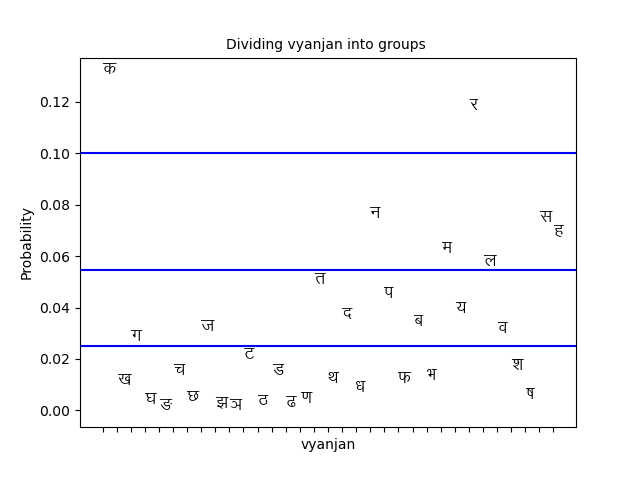 Dividing vyanjan into groups
Probability
0.12
0.10
0.08
0.06
0.04
0.02
0.00
क
ख
ग
घ
ङ
च
छ
ज
झ
ञ
ट
ठ
ड
ढ
ण
त
थ
द
ध
न
प
फ
ब
भ
म
य
र
ल
व
श
ष
स
ह
vyanjan